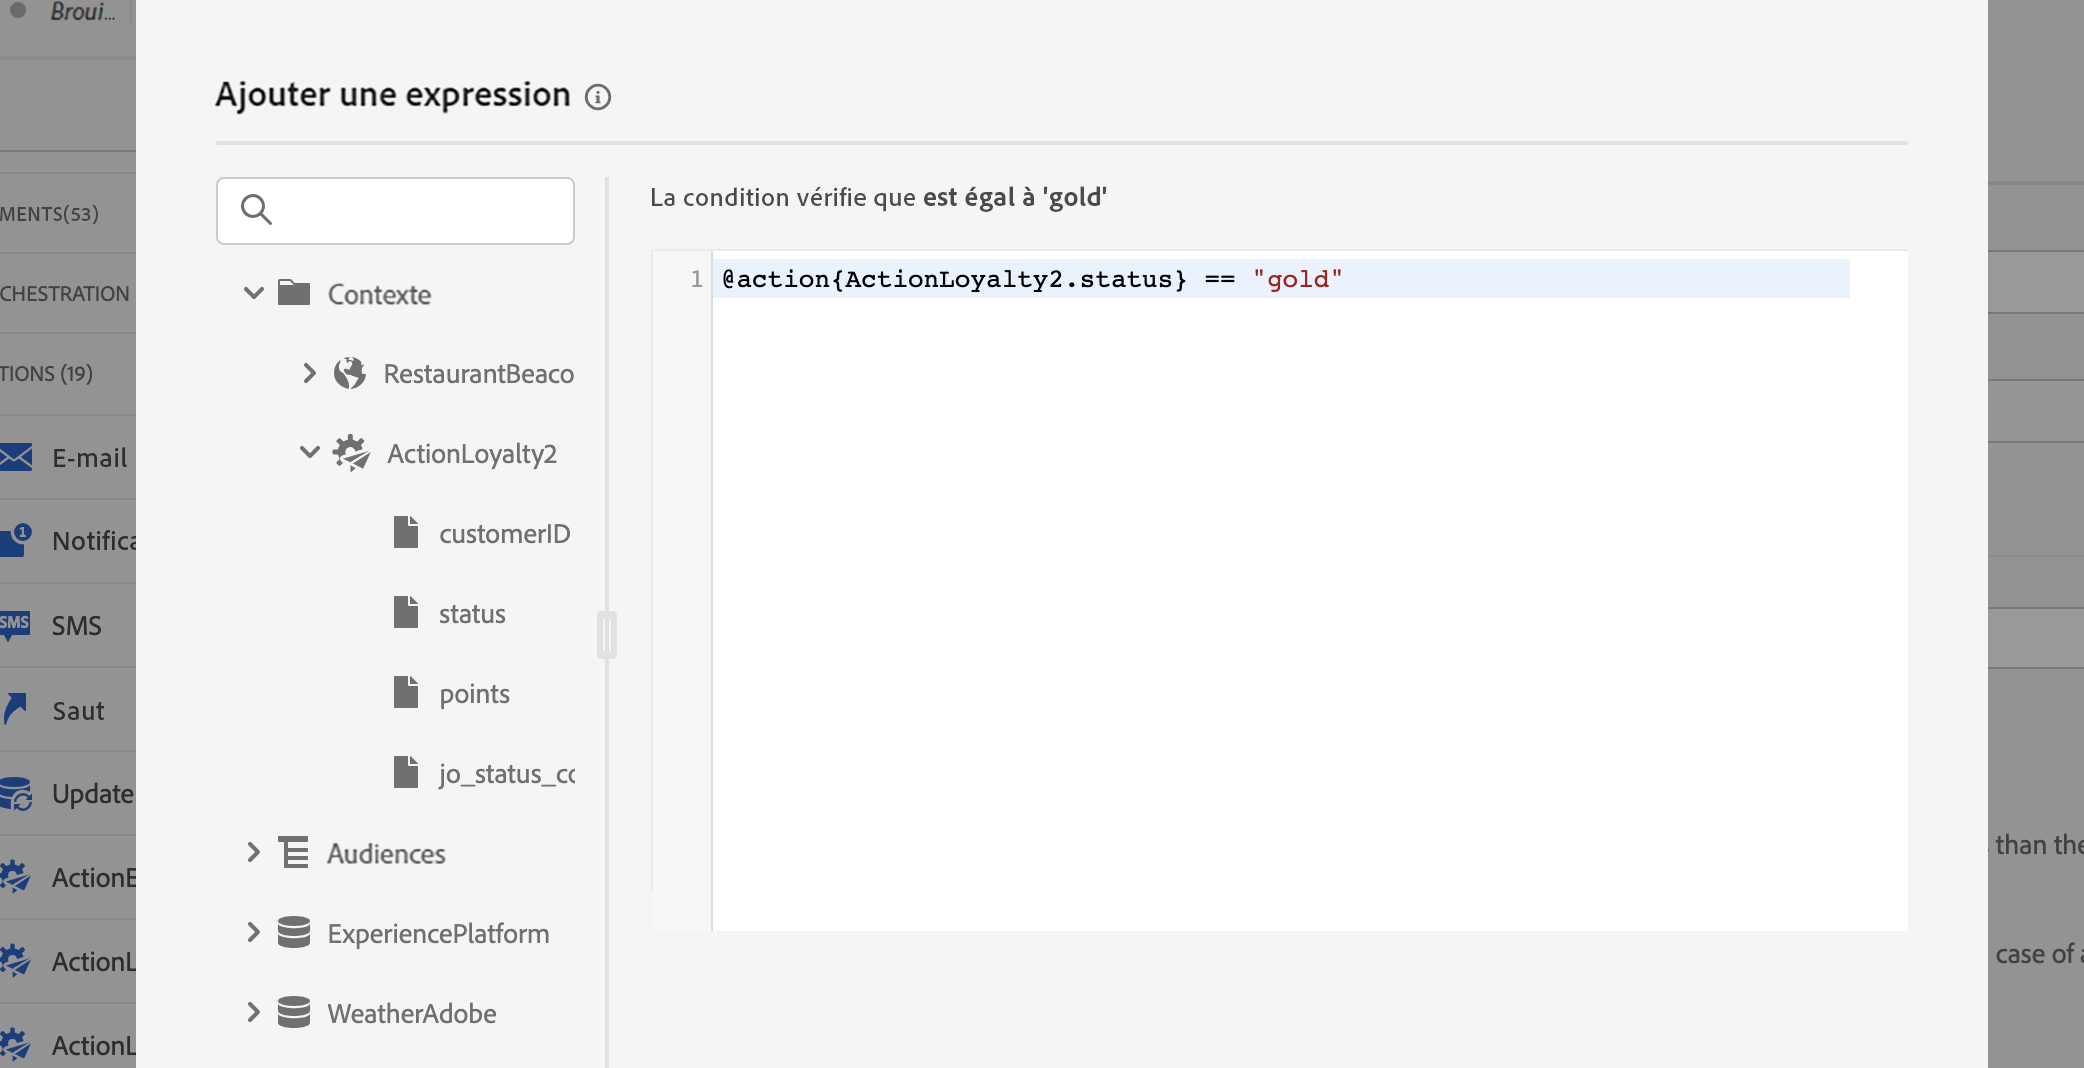 Broui...
Ajouter une expression
La condition vérifie que est égal à 'gold'
1 @action{ActionLoyalty2.status} == "gold"
Contexte
RestaurantBeaco
ActionLoyalty2
customerID
status
points
jo_status_cc
Audiences
ExperiencePlatform
WeatherAdobe
MENTS(53)
CHESTRATION
TIONS (19)
E-mail
1
Notifica
SMS
SMS
Saut
Update
ActionE
ActionL
ActionL
than the
case of a